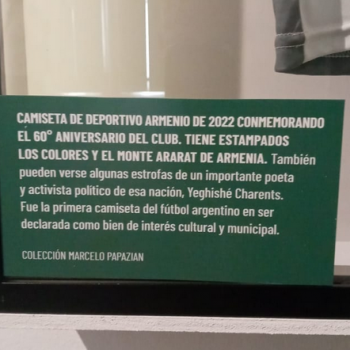 CAMISETA DE DEPORTIVO ARMENIO DE 2022 CONMEMORANDO
EL 60° ANIVERSARIO DEL CLUB. TIENE ESTAMPADOS
LOS COLORES Y EL MONTE ARARAT DE ARMENIA. También
pueden verse algunas estrofas de un importante poeta
y activista político de esa nación, Yeghishé Charents.
Fue la primera camiseta del fútbol argentino en ser
declarada como bien de interés cultural y municipal.
COLECCIÓN MARCELO PAPAZIAN